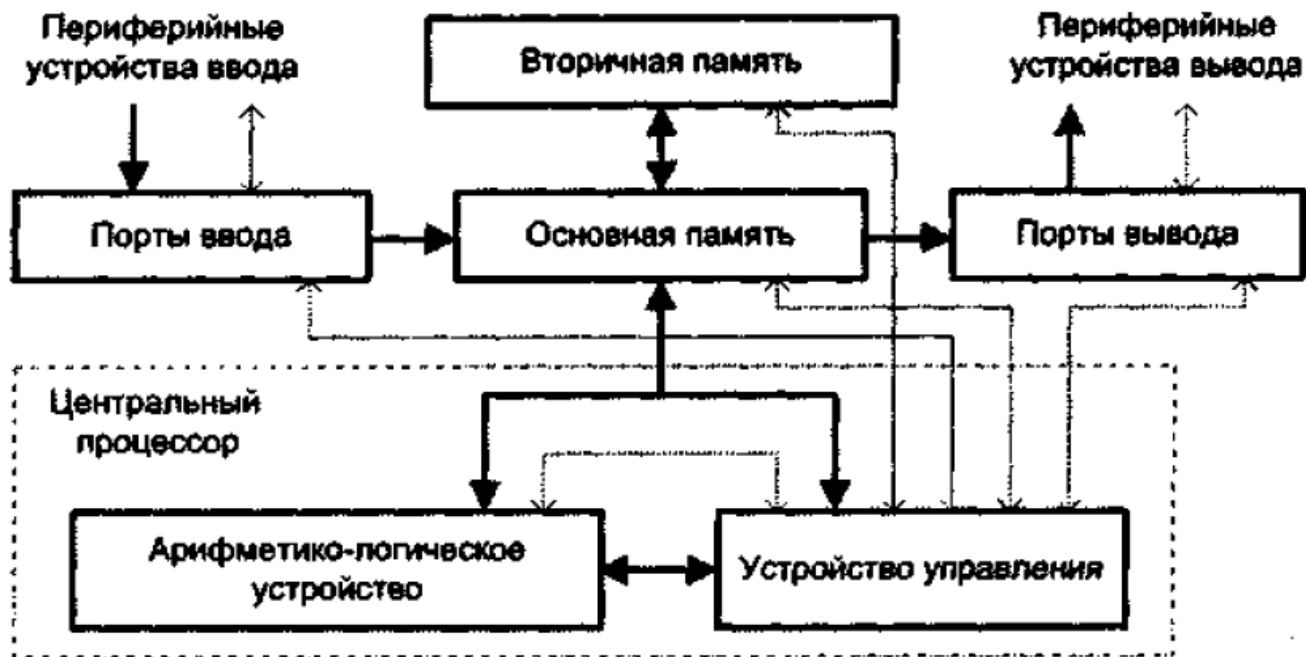 Периферийные
устройства ввода
Вторичная память
Периферийные
устройства вывода
Порты ввода
Основная память
Порты вывода
Центральный
процессор
Арифметико-логическое
устройство
Устройство управления